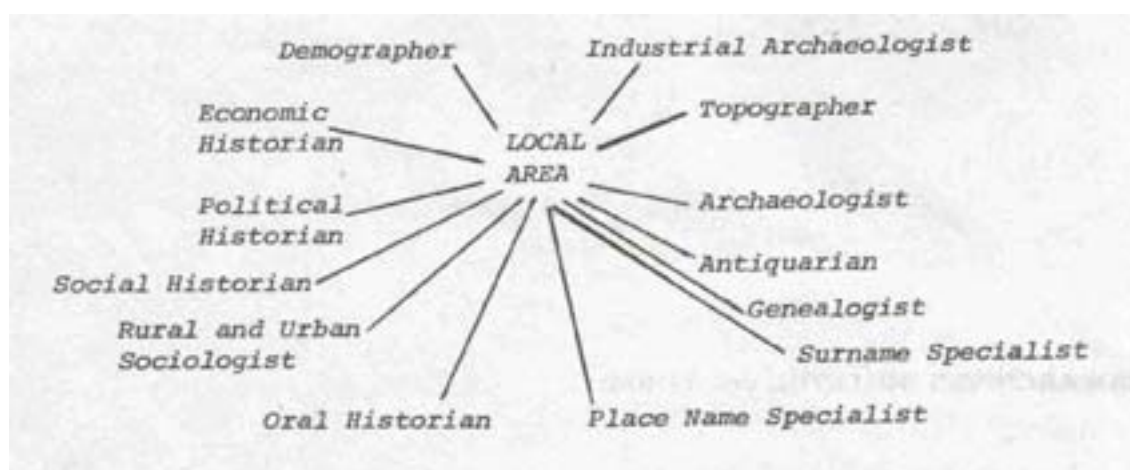 Demographer
Industrial Archaeologist
Economic
Historian
Topographer
LOCAL
AREA
Political
Historian
Archaeologist
Antiquarian
Social Historian
Genealogist
Rural and Urban
Sociologist
Surname Specialist
Oral Historian
Place Name Specialist